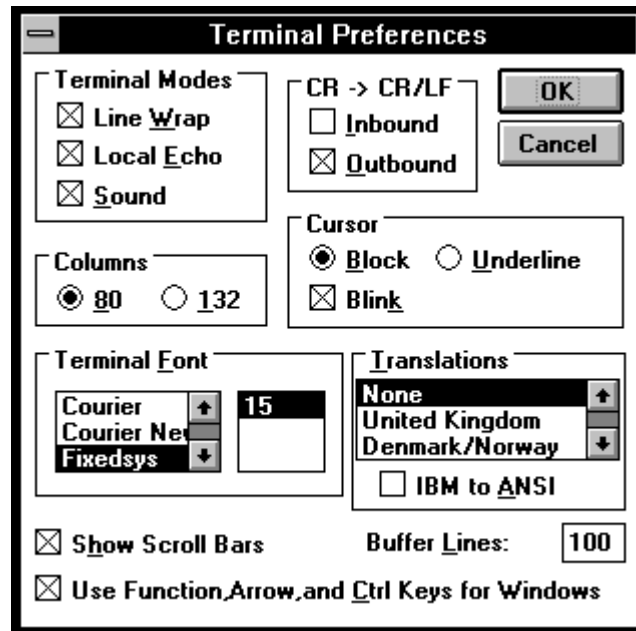 Terminal Preferences
Terminal Modes
Line Wrap
Local Echo
Sound
CR -> CR/LF
Inbound
Outbound
OK
Cancel
Columns
80 132
Cursor
Block Underline
Blink
Terminal Font
Courier
Courier Ne
Fixedsys
15
Translations
None
United Kingdom
Denmark/Norway
IBM to ANSI
Show Scroll Bars
Buffer Lines: 100
Use Function,Arrow,and Ctrl Keys for Windows